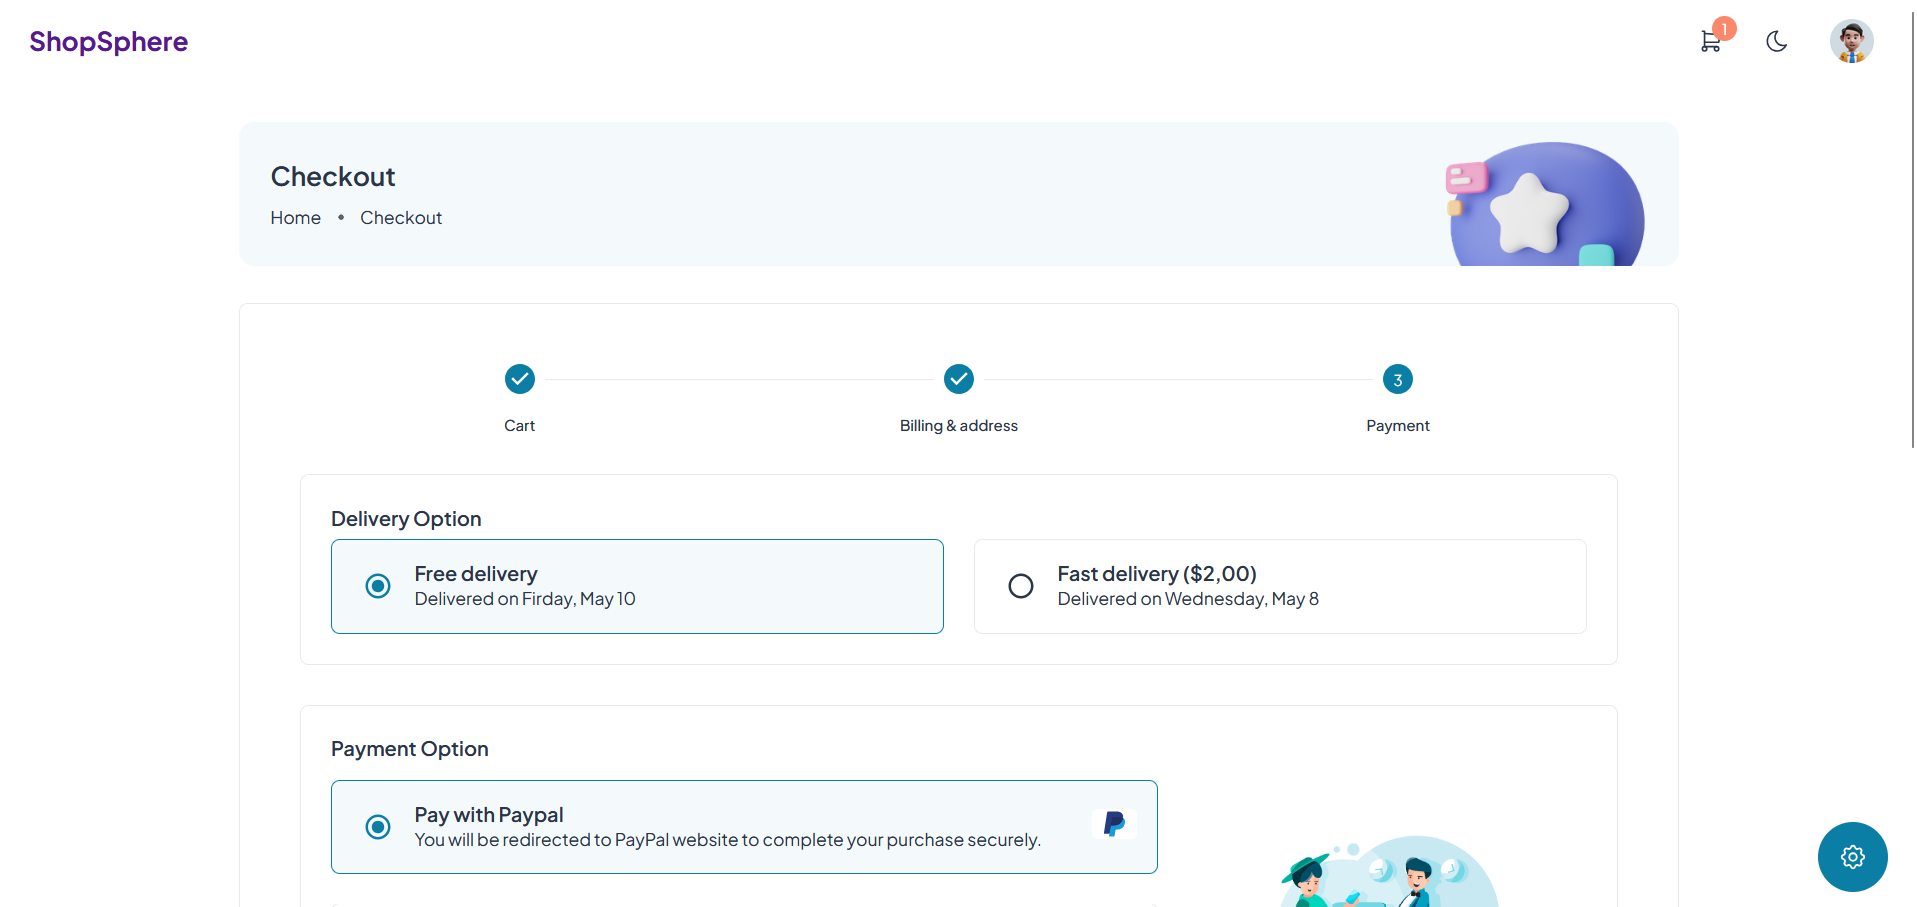 ShopSphere
1
Checkout
Home • Checkout
3
Cart
Billing & address
Payment
Delivery Option
Free delivery
Delivered on Firday, May 10
Fast delivery ($2,00)
Delivered on Wednesday, May 8
Payment Option
Pay with Paypal
You will be redirected to PayPal website to complete your purchase securely.